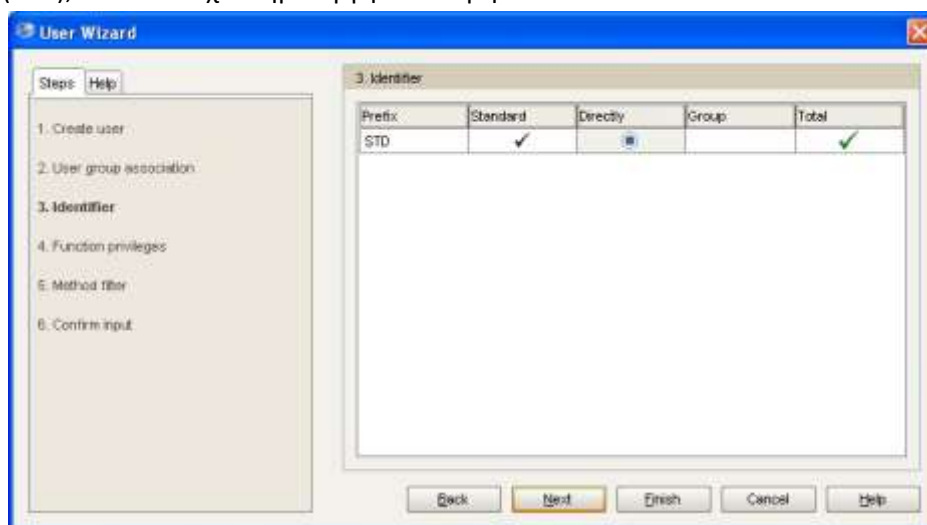 User Wizard
Steps Help
1. Create user
2. User group association
3. Identifier
4. Function privileges
5. Method filter
6. Confirm input
3. Identifier
Prefix Standard Directly Group Total
STD
Back Next Finish Cancel Help